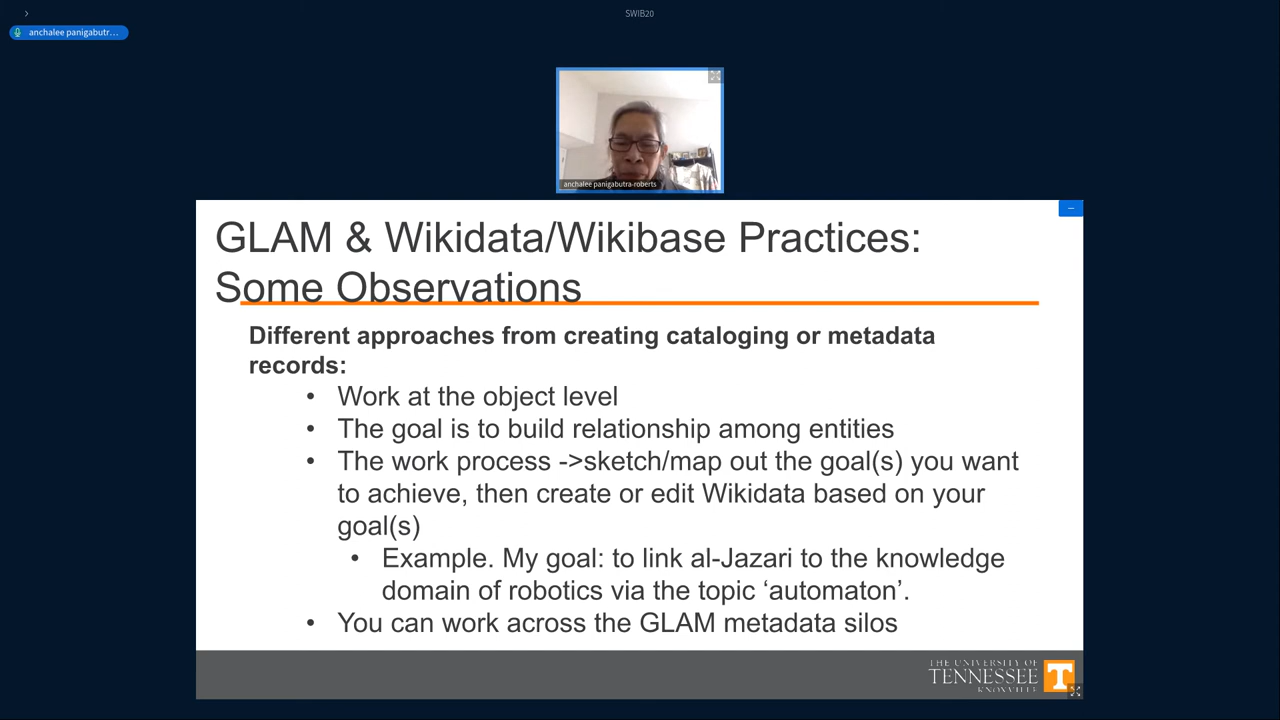 SWIB20
anchalee panigabutr...
anchalee panigabutra-roberts
GLAM & Wikidata/Wikibase Practices:
Some Observations
Different approaches from creating cataloging or metadata
records:
• Work at the object level
• The goal is to build relationship among entities
• The work process ->sketch/map out the goal(s) you want
to achieve, then create or edit Wikidata based on your
goal(s)
• Example. My goal: to link al-Jazari to the knowledge
domain of robotics via the topic ‘automaton’.
• You can work across the GLAM metadata silos
THE UNIVERSITY OF
TENNESSEE
KNOXVILLE
T